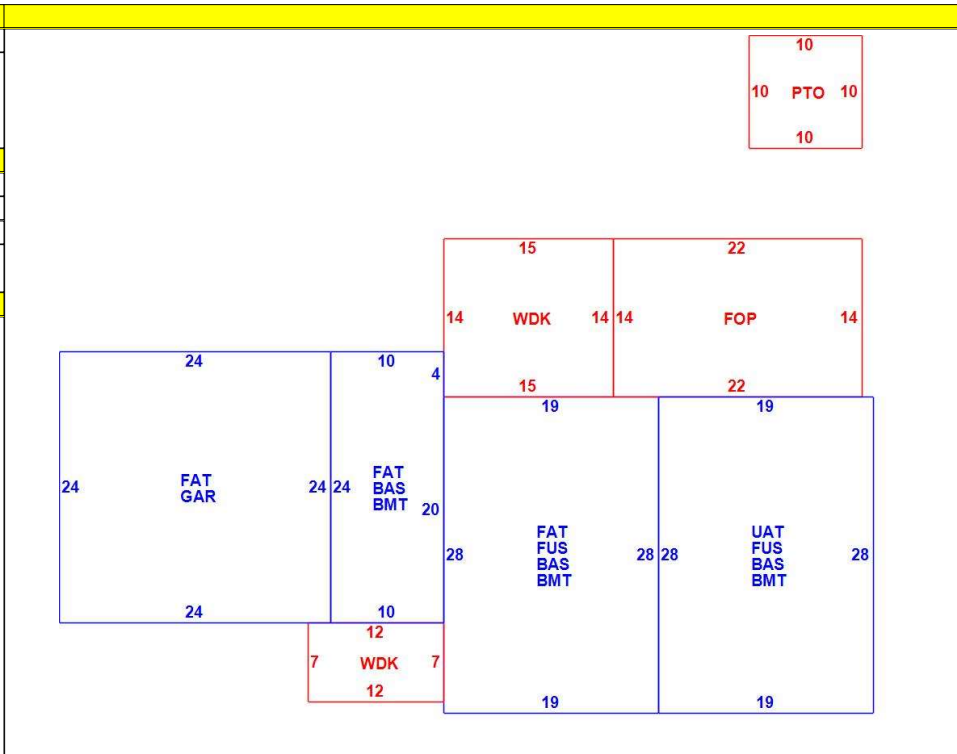 10
10 PTO 10
10
15 22
14 WDK 14 14 FOP 14
15 22
24 10
4
24 FAT GAR 24 24 FAT BAS BMT 20
24 10
19 19
28 FAT FUS BAS BMT 28 28 UAT FUS BAS BMT 28
19 19
12
7 WDK 7
12